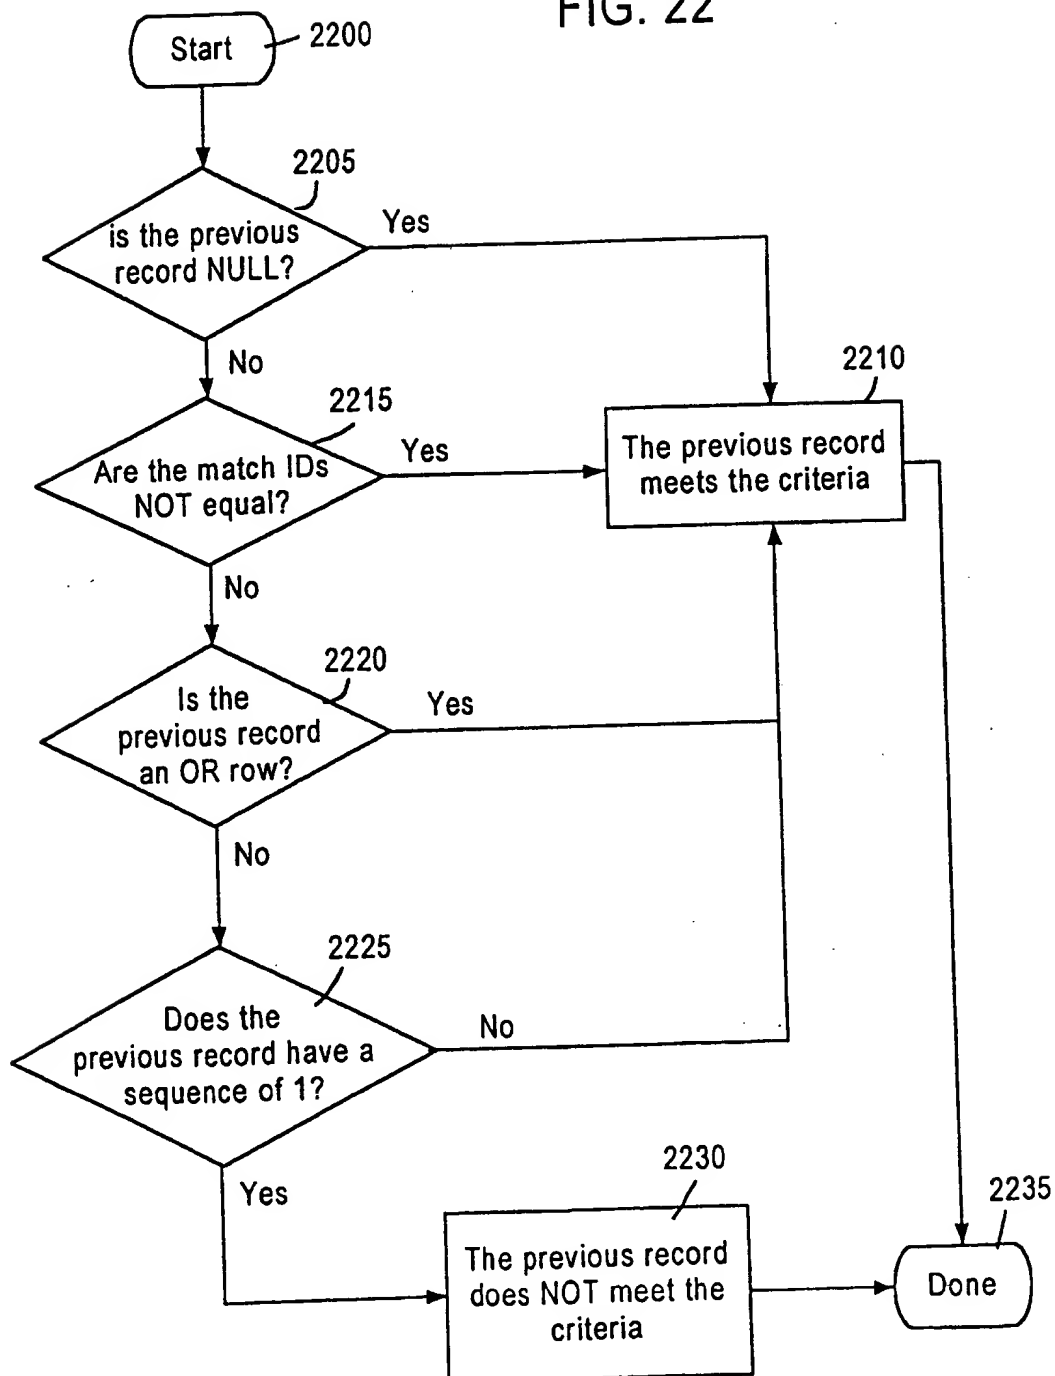 FIG. 22
Start
2200
2205
is the previous
record NULL?
Yes
No
2210
2215
Are the match IDs
NOT equal?
Yes
The previous record
meets the criteria
No
2220
Is the
previous record
an OR row?
Yes
No
2225
Does the
previous record have a
sequence of 1?
No
Yes
2230
The previous record
does NOT meet the
criteria
2235
Done